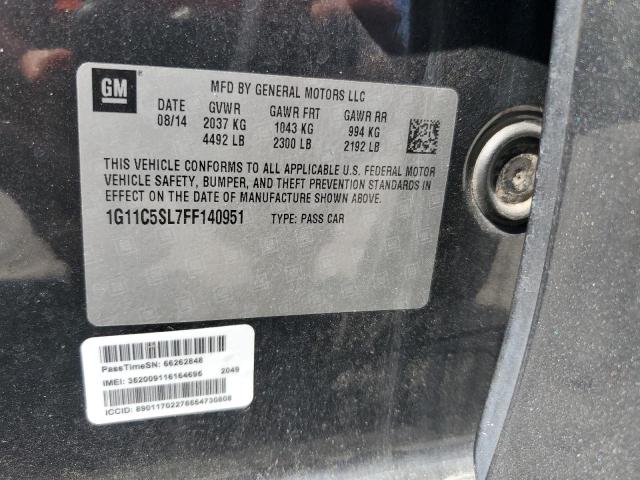 GM
MFD BY GENERAL MOTORS LLC
DATE GVWR GAWR FRT GAWR RR
08/14 2037 KG 1043 KG 994 KG
4492 LB 2300 LB 2192 LB
THIS VEHICLE CONFORMS TO ALL APPLICABLE U.S. FEDERAL MOTOR
VEHICLE SAFETY, BUMPER, AND THEFT PREVENTION STANDARDS IN
EFFECT ON THE DATE OF MANUFACTURE SHOWN ABOVE.
1G11C5SL7FF140951 TYPE: PASS CAR
PassTimeSN: 66262848
IMEI: 352009116164695 2049
ICCID: 89011702278554730808